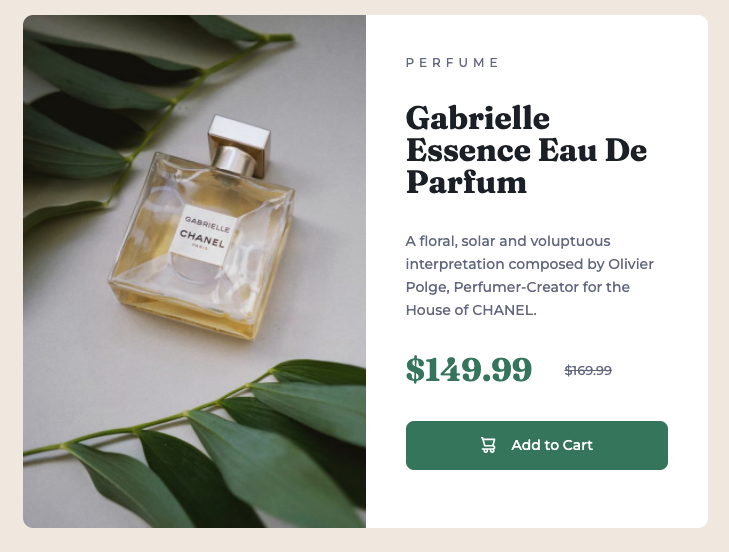 GABRIELLE
CHANEL
PARIS
PERFUME
Gabrielle
Essence Eau De
Parfum
A floral, solar and voluptuous
interpretation composed by Olivier
Polge, Perfumer-Creator for the
House of CHANEL.
$149.99 $169.99
Add to Cart